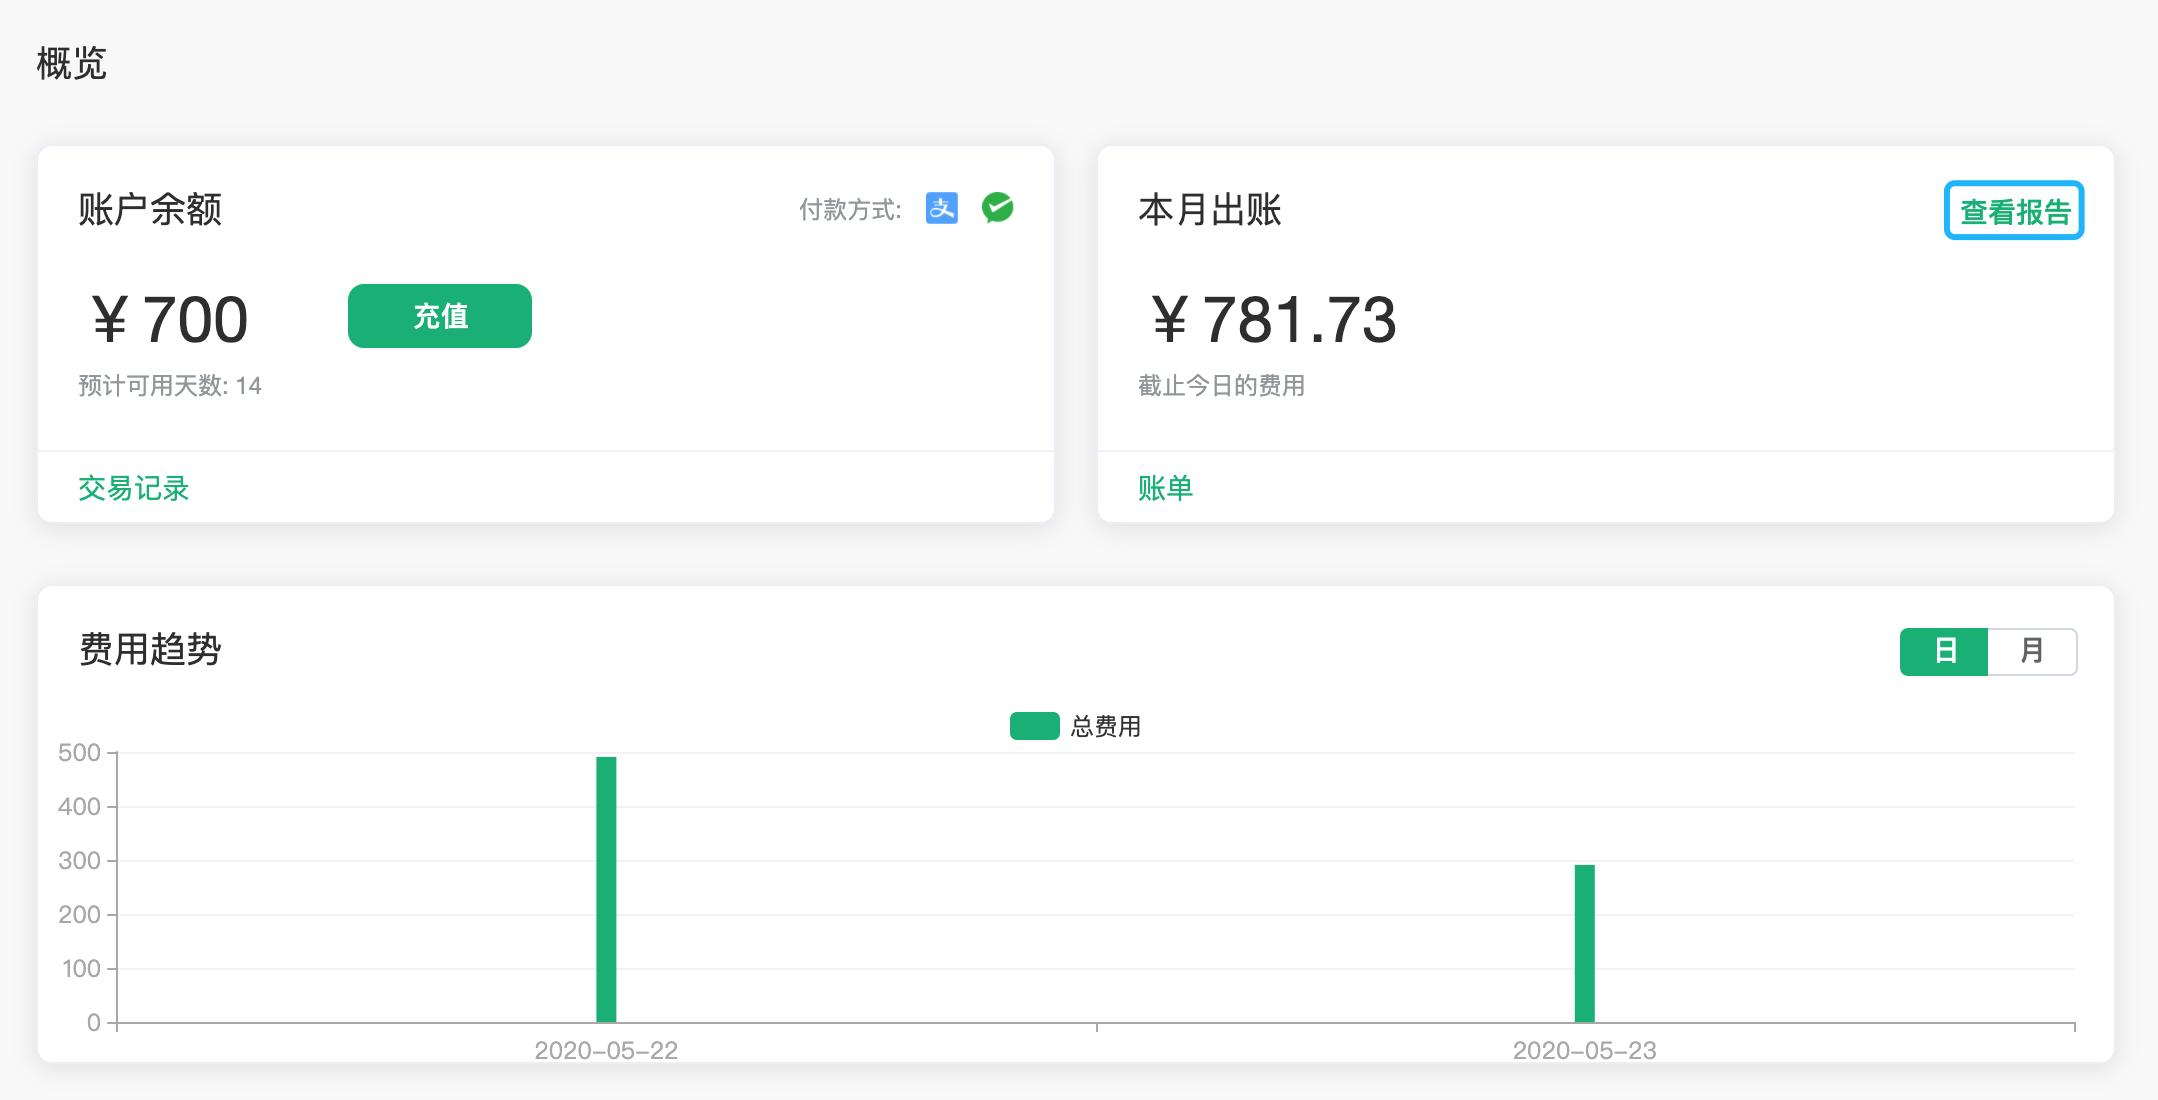 概览
账户余额
付款方式:
支
¥ 700
充值
预计可用天数: 14
交易记录
本月出账
查看报告
¥ 781.73
截止今日的费用
账单
费用趋势
日
月
总费用
500
400
300
200
100
0
2020-05-22
2020-05-23